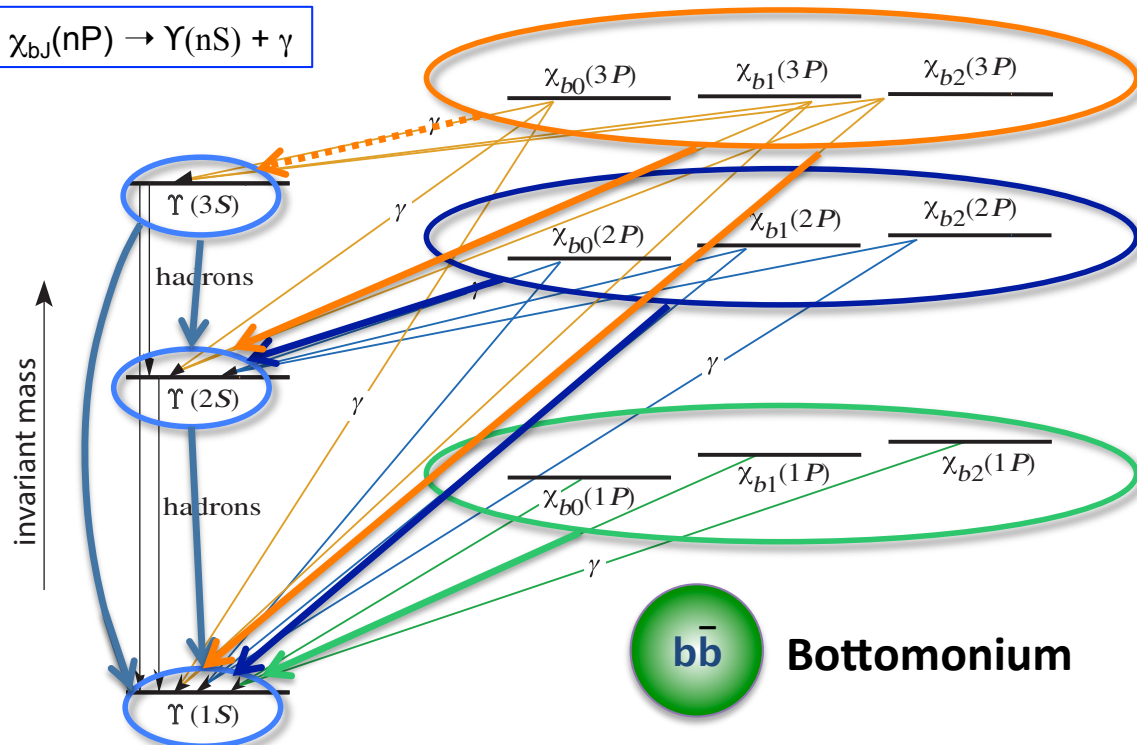 χbJ(nP) → ϒ(nS) + γ
χb0(3P)
χb1(3P)
χb2(3P)
γ
ϒ(3S)
γ
χb0(2P)
χb1(2P)
χb2(2P)
hadrons
γ
ϒ(2S)
γ
γ
invariant mass
χb0(1P)
χb1(1P)
χb2(1P)
hadrons
γ
ϒ(1S)
bb̄
Bottomonium